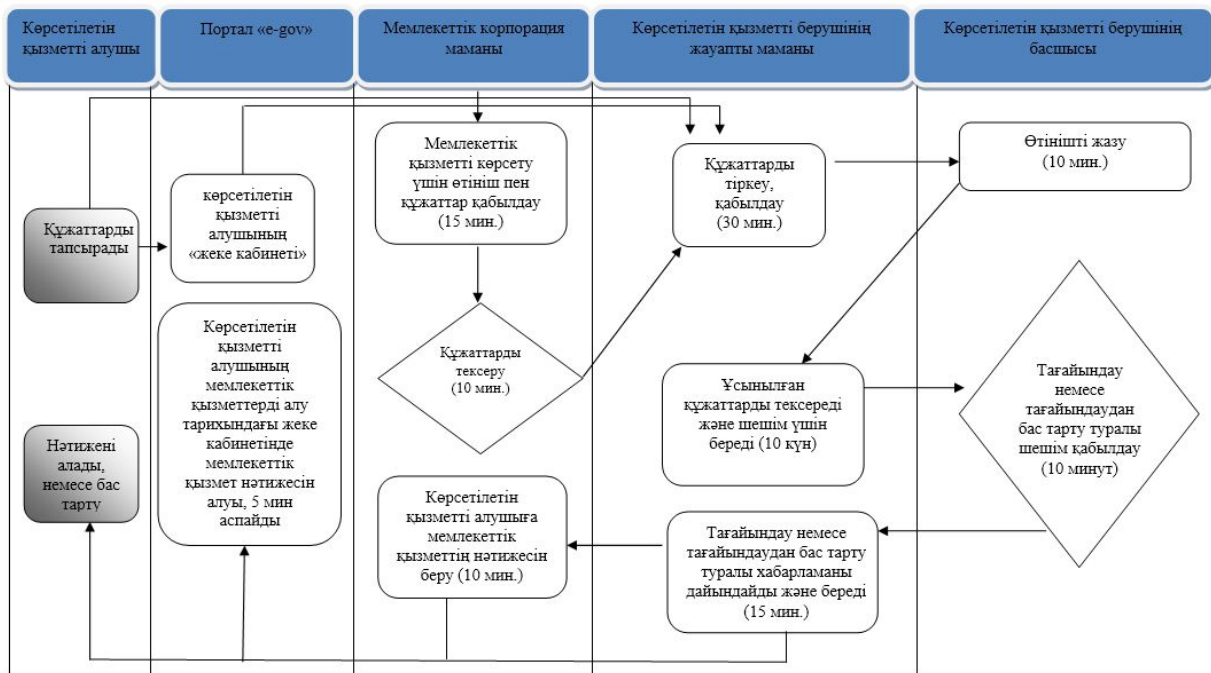 Көрсетілетін
қызметті алушы
Портал «e-gov»
Мемлекеттік корпорация
маманы
Көрсетілетін қызметті берушінің
жауапты маманы
Көрсетілетін қызметті берушінің
басшысы
Құжаттарды
тапсырады
көрсетілетін
қызметті
алушының
«жеке кабинеті»
Мемлекеттік
қызметті көрсету
үшін өтініш пен
құжаттар қабылдау
(15 мин.)
Құжаттарды
тіркеу,
қабылдау
(30 мин.)
Өтінішті жазу
(10 мин.)
Құжаттарды
тексеру
(10 мин.)
Ұсынылған
құжаттарды тексереді
және шешім үшін
береді (10 күн)
Тағайындау
немесе
тағайындаудан
бас тарту туралы
шешім қабылдау
(10 минут)
Көрсетілетін
қызметті
алушының
мемлекеттік
қызметтерді алу
тарихындағы жеке
кабинетінде
мемлекеттік
қызмет нәтижесін
алуы, 5 мин
аспайды
Нәтижені
алады,
немесе бас
тарту
Көрсетілетін
қызметті алушыға
мемлекеттік
қызметтің нәтижесін
беру (10 мин.)
Тағайындау немесе
тағайындаудан бас тарту
туралы хабарламаны
дайындайды және береді
(15 мин.)